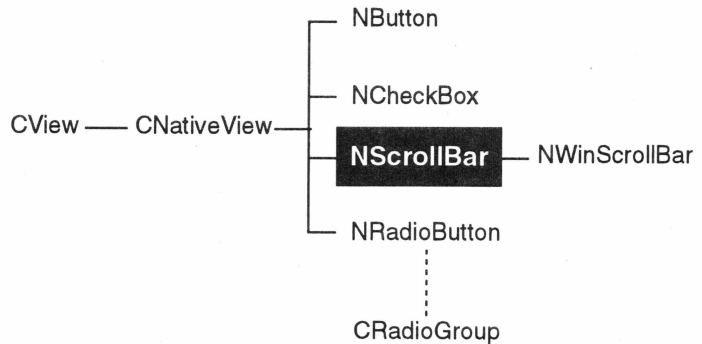 NButton
NCheckBox
CView CNativeView
NScrollBar NWinScrollBar
NRadioButton
CRadioGroup